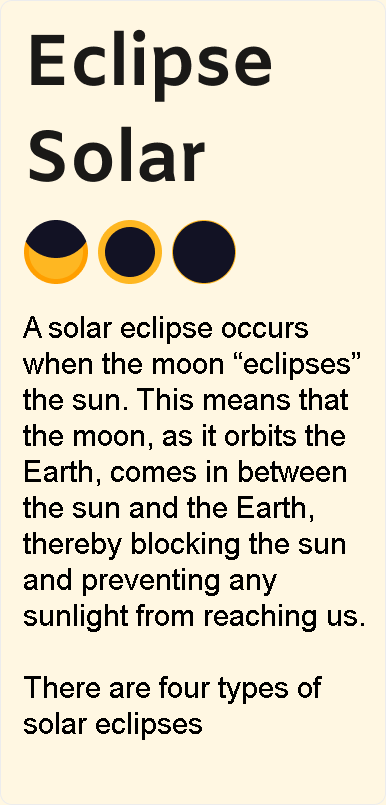 Eclipse
Solar
A solar eclipse occurs
when the moon “eclipses”
the sun. This means that
the moon, as it orbits the
Earth, comes in between
the sun and the Earth,
thereby blocking the sun
and preventing any
sunlight from reaching us.
There are four types of
solar eclipses